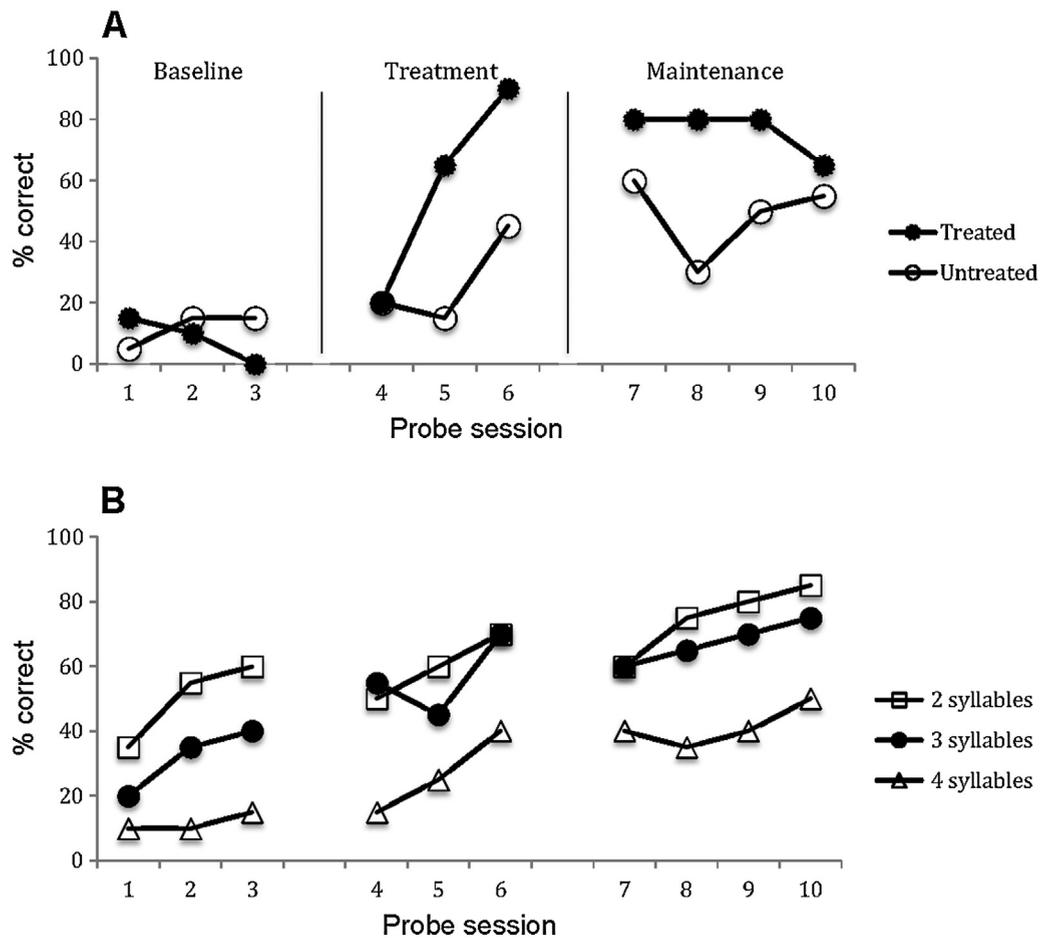 A
Baseline Treatment Maintenance
100
80
60
40
20
0
% correct
1 2 3 4 5 6 7 8 9 10
Probe session
Treated
Untreated
B
100
80
60
40
20
0
% correct
1 2 3 4 5 6 7 8 9 10
Probe session
2 syllables
3 syllables
4 syllables